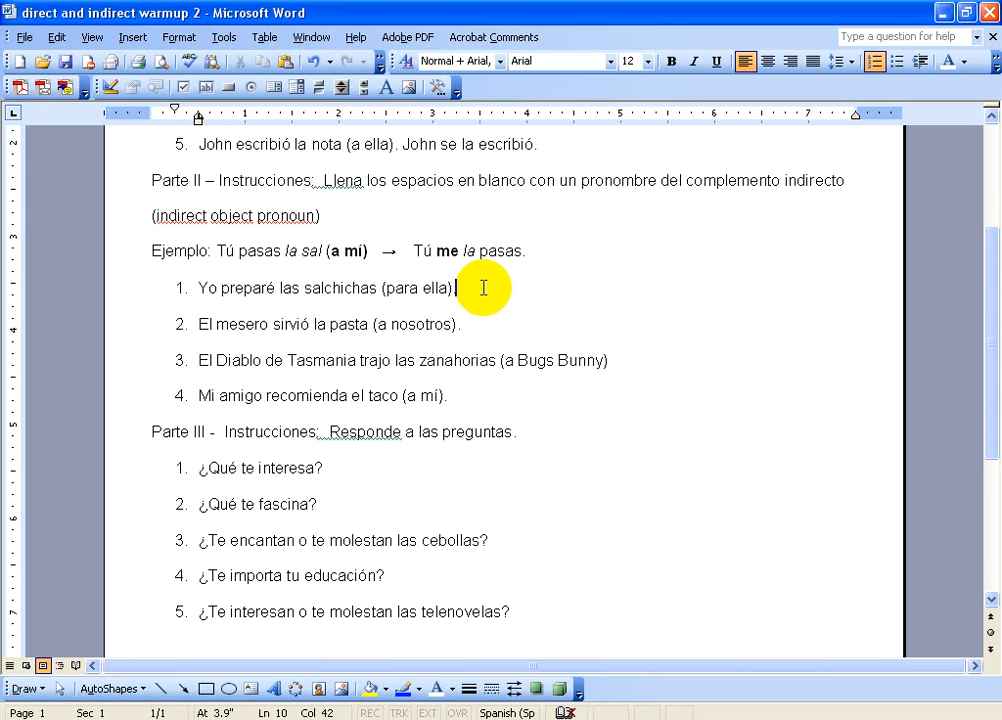 direct and indirect warmup 2 - Microsoft Word
File Edit View Insert Format Tools Table Window Help Adobe PDF Acrobat Comments Type a question for help
Normal + Arial, Arial 12 B I U
1 2 3 4 5 6 7
5. John escribió la nota (a ella). John se la escribió.
Parte II – Instrucciones: Llena los espacios en blanco con un pronombre del complemento indirecto
(indirect object pronoun)
Ejemplo: Tú pasas la sal (a mí) → Tú me la pasas.
1. Yo preparé las salchichas (para ella).
2. El mesero sirvió la pasta (a nosotros).
3. El Diablo de Tasmania trajo las zanahorias (a Bugs Bunny)
4. Mi amigo recomienda el taco (a mí).
Parte III - Instrucciones: Responde a las preguntas.
1. ¿Qué te interesa?
2. ¿Qué te fascina?
3. ¿Te encantan o te molestan las cebollas?
4. ¿Te importa tu educación?
5. ¿Te interesan o te molestan las telenovelas?
Draw AutoShapes
Page 1 Sec 1 1/1 At 3.9" Ln 10 Col 42 REC TRK EXT OVR Spanish (Sp